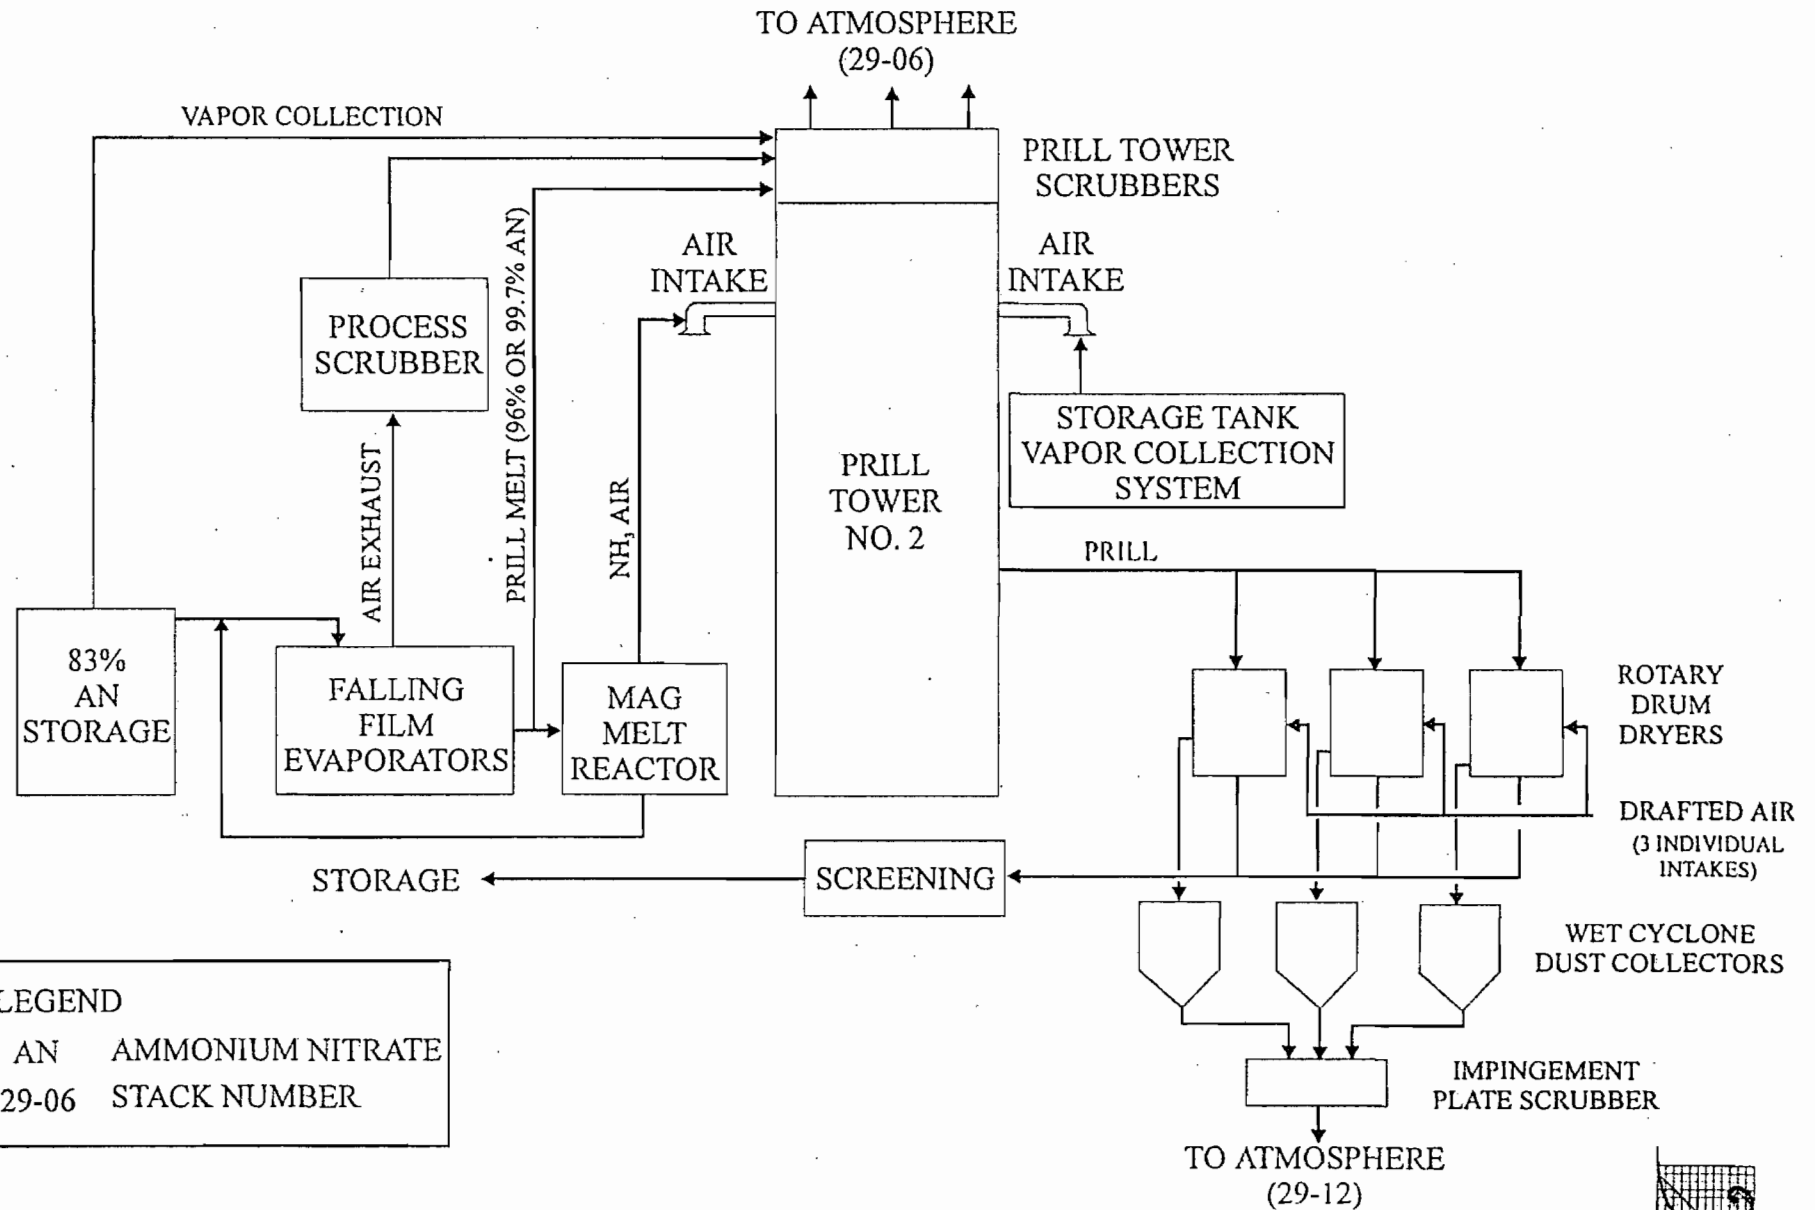 TO ATMOSPHERE
(29-06)
VAPOR COLLECTION
PRILL TOWER
SCRUBBERS
AIR
INTAKE
AIR
INTAKE
PROCESS
SCRUBBER
PRILL MELT (96% OR 99.7% AN)
AIR EXHAUST
NH₃ AIR
STORAGE TANK
VAPOR COLLECTION
SYSTEM
PRILL
TOWER
NO. 2
PRILL
83%
AN
STORAGE
FALLING
FILM
EVAPORATORS
MAG
MELT
REACTOR
ROTARY
DRUM
DRYERS
DRAFTED AIR
(3 INDIVIDUAL
INTAKES)
STORAGE
SCREENING
WET CYCLONE
DUST COLLECTORS
LEGEND
AN AMMONIUM NITRATE
29-06 STACK NUMBER
IMPINGEMENT
PLATE SCRUBBER
TO ATMOSPHERE
(29-12)